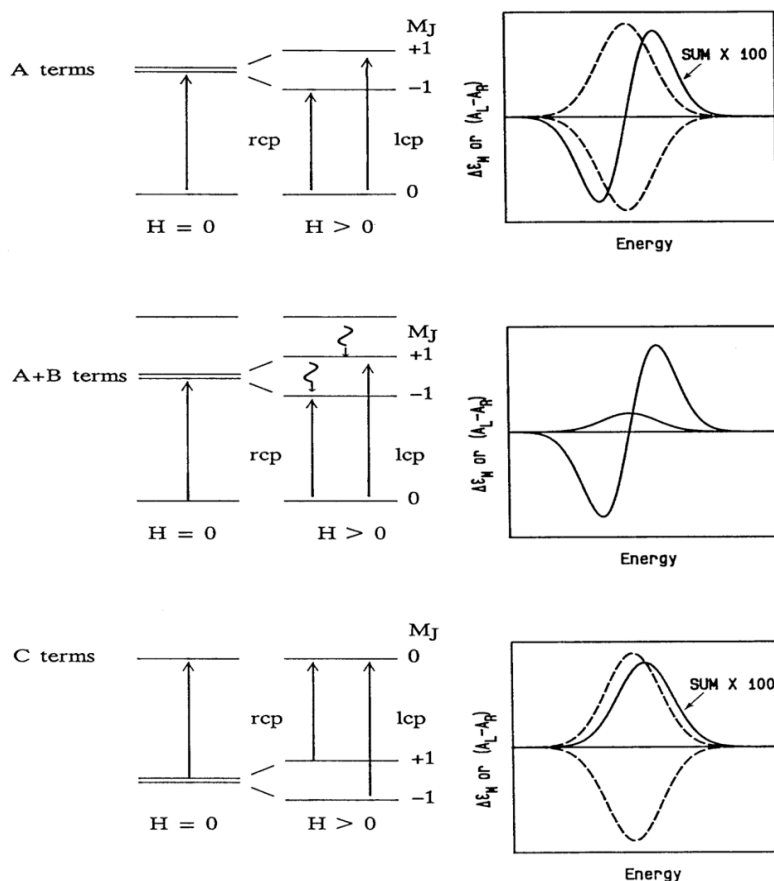 A terms
M_J
+1
−1
rcp
lcp
0
H = 0
H > 0
Δε_M or (A_L−A_R)
SUM X 100
Energy
A+B terms
M_J
+1
−1
rcp
lcp
0
H = 0
H > 0
Δε_M or (A_L−A_R)
Energy
C terms
M_J
0
rcp
lcp
+1
−1
H = 0
H > 0
Δε_M or (A_L−A_R)
SUM X 100
Energy